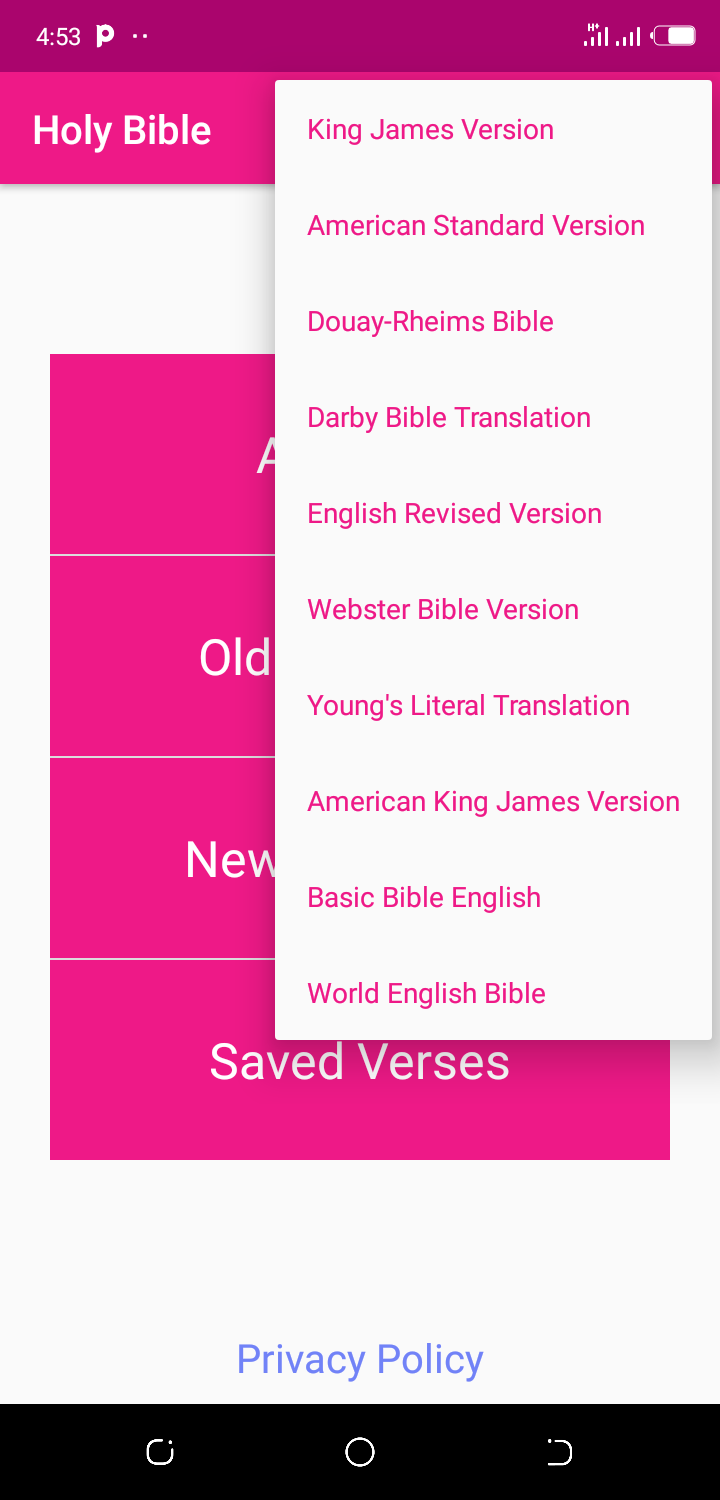 4:53
H+
Holy Bible
King James Version
American Standard Version
Douay-Rheims Bible
Darby Bible Translation
English Revised Version
Webster Bible Version
Young's Literal Translation
American King James Version
Basic Bible English
World English Bible
A
Old
New
Saved Verses
Privacy Policy